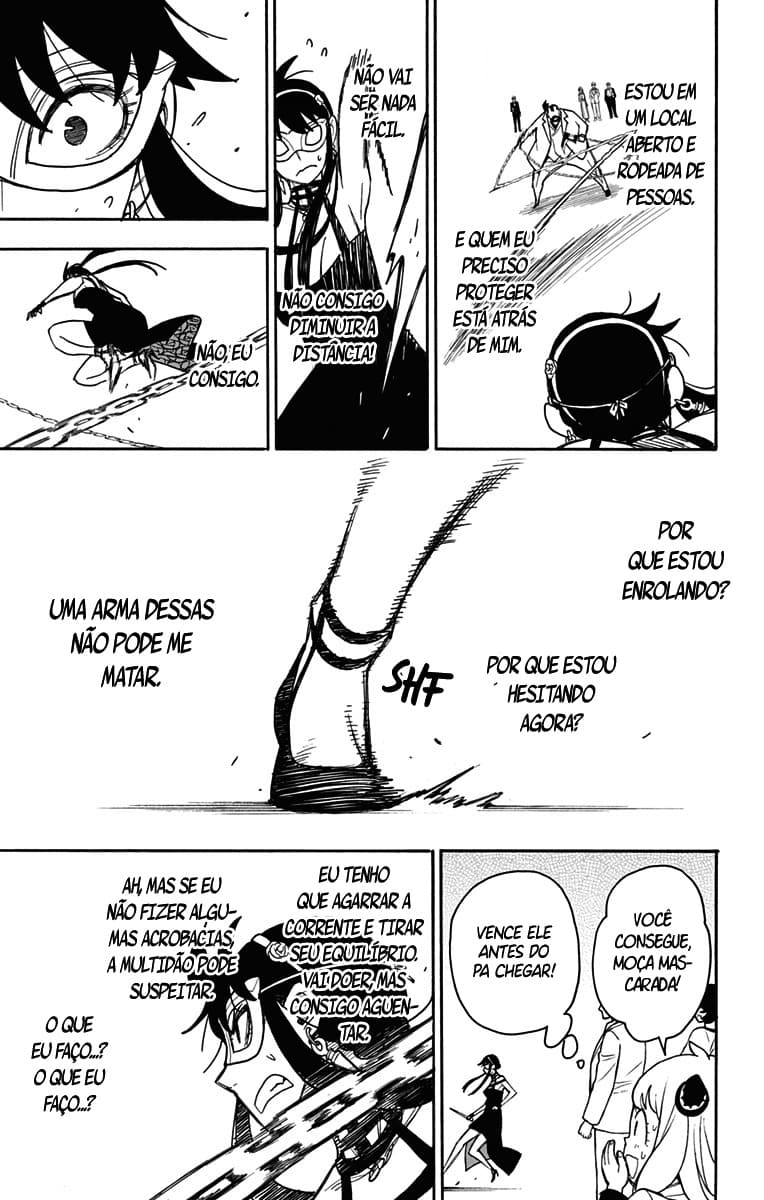 ESTOU EM
UM LOCAL
ABERTO E
RODEADA DE
PESSOAS.
E QUEM EU
PRECISO
PROTEGER
ESTÁ ATRÁS
DE MIM.
NÃO VAI
SER NADA
FÁCIL.
NÃO CONSIGO
DIMINUIR A
DISTÂNCIA!
NÃO, EU
CONSIGO.
POR
QUE ESTOU
ENROLANDO?
POR QUE ESTOU
HESITANDO
AGORA?
SHF
UMA ARMA DESSAS
NÃO PODE ME
MATAR.
VOCÊ
CONSEGUE,
MOÇA MAS-
CARADA!
VENCE ELE
ANTES DO
PA CHEGAR!
EU TENHO
QUE AGARRAR A
CORRENTE E TIRAR
SEU EQUILÍBRIO.
VAI DOER, MAS
CONSIGO AGUEN-
TAR.
AH, MAS SE EU
NÃO FIZER ALGU-
MAS ACROBACIAS,
A MULTIDÃO PODE
SUSPEITAR.
O QUE
EU FAÇO...?
O QUE EU
FAÇO...?